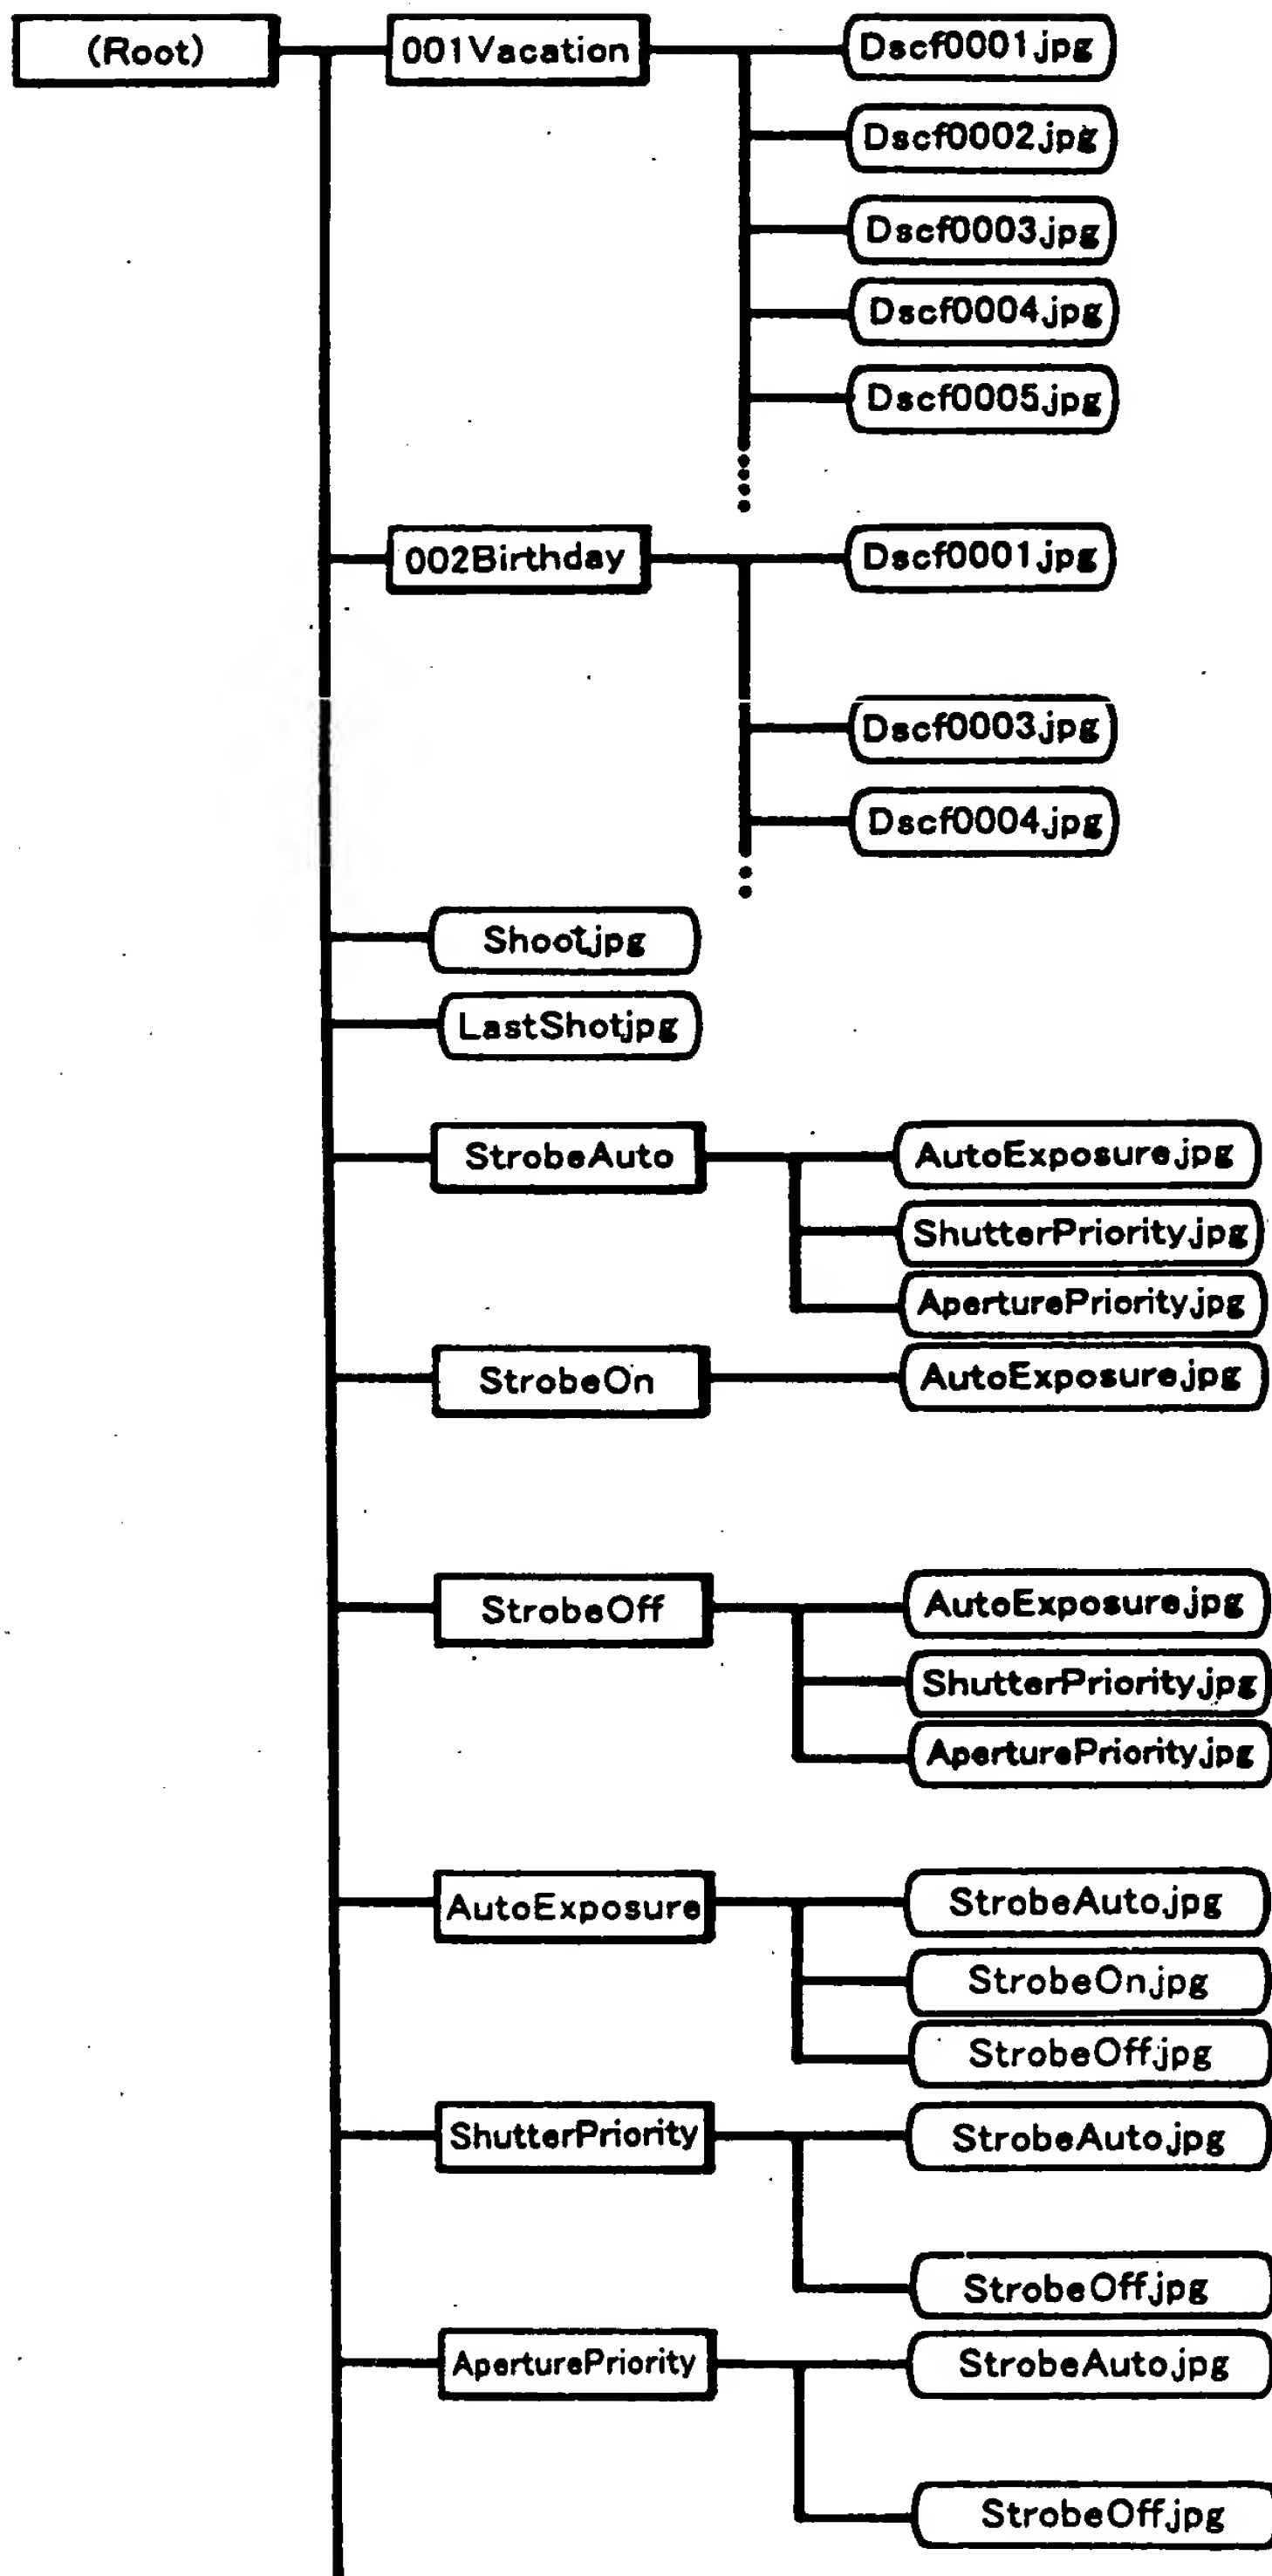 (Root)
001Vacation
Dscf0001.jpg
Dscf0002.jpg
Dscf0003.jpg
Dscf0004.jpg
Dscf0005.jpg
002Birthday
Dscf0001.jpg
Dscf0003.jpg
Dscf0004.jpg
Shoot.jpg
LastShot.jpg
StrobeAuto
AutoExposure.jpg
ShutterPriority.jpg
AperturePriority.jpg
StrobeOn
AutoExposure.jpg
StrobeOff
AutoExposure.jpg
ShutterPriority.jpg
AperturePriority.jpg
AutoExposure
StrobeAuto.jpg
StrobeOn.jpg
StrobeOff.jpg
ShutterPriority
StrobeAuto.jpg
StrobeOff.jpg
AperturePriority
StrobeAuto.jpg
StrobeOff.jpg